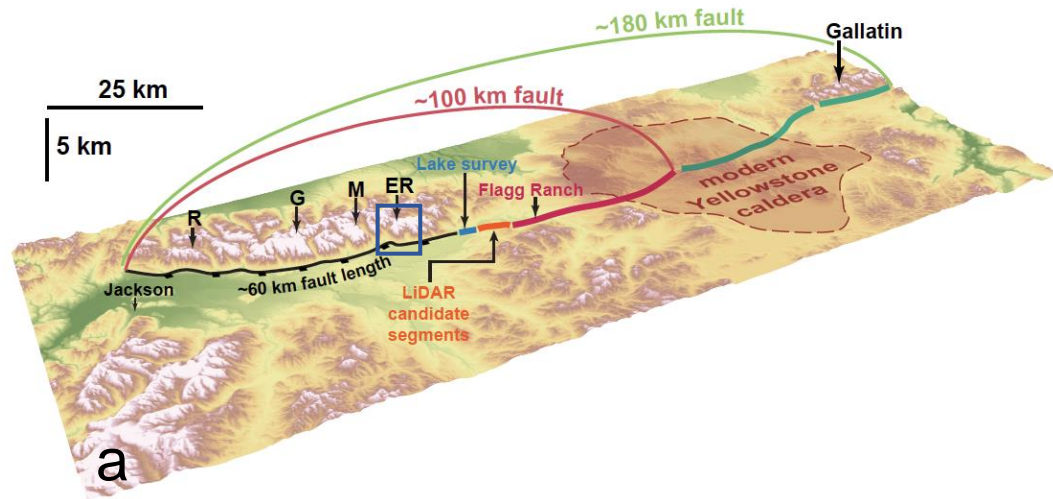 ~180 km fault
Gallatin
25 km
~100 km fault
5 km
Lake survey
ER
M
G
R
Flagg Ranch
modern
Yellowstone
caldera
~60 km fault length
Jackson
LiDAR
candidate
segments
a